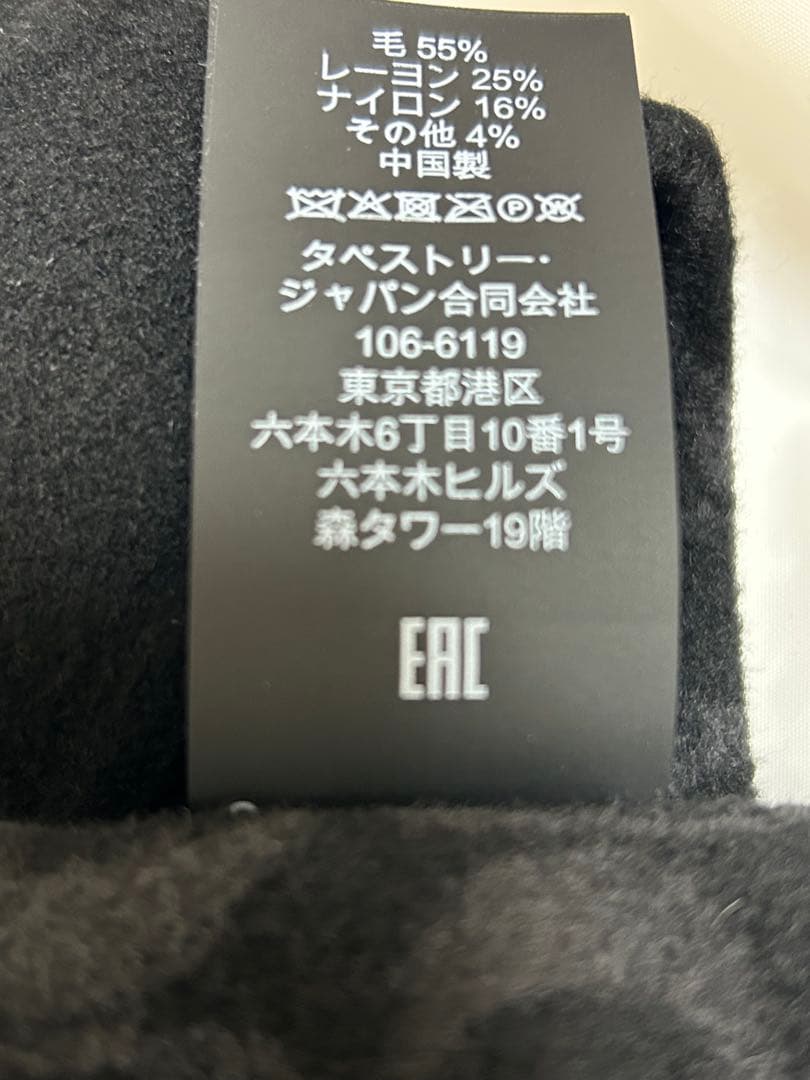 毛 55%
レーヨン 25%
ナイロン 16%
その他 4%
中国製
タペストリー・
ジャパン合同会社
106-6119
東京都港区
六本木6丁目10番1号
六本木ヒルズ
森タワー19階
EAC